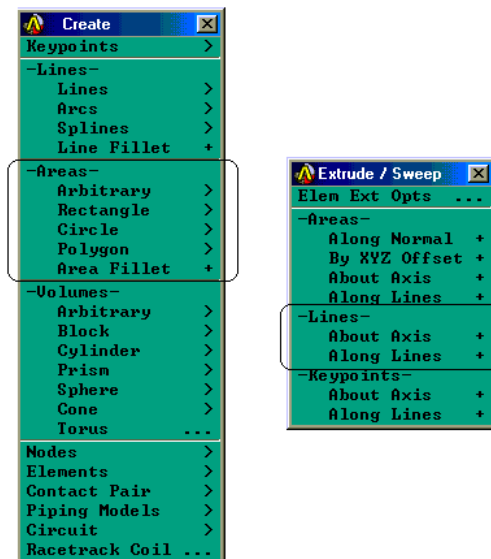 Create
Keypoints >
-Lines-
Lines >
Arcs >
Splines >
Line Fillet +
-Areas-
Arbitrary >
Rectangle >
Circle >
Polygon >
Area Fillet +
-Volumes-
Arbitrary >
Block >
Cylinder >
Prism >
Sphere >
Cone >
Torus ...
Nodes >
Elements >
Contact Pair >
Piping Models >
Circuit >
Racetrack Coil ...
Extrude / Sweep
Elem Ext Opts ...
-Areas-
Along Normal +
By XYZ Offset +
About Axis +
Along Lines +
-Lines-
About Axis +
Along Lines +
-Keypoints-
About Axis +
Along Lines +